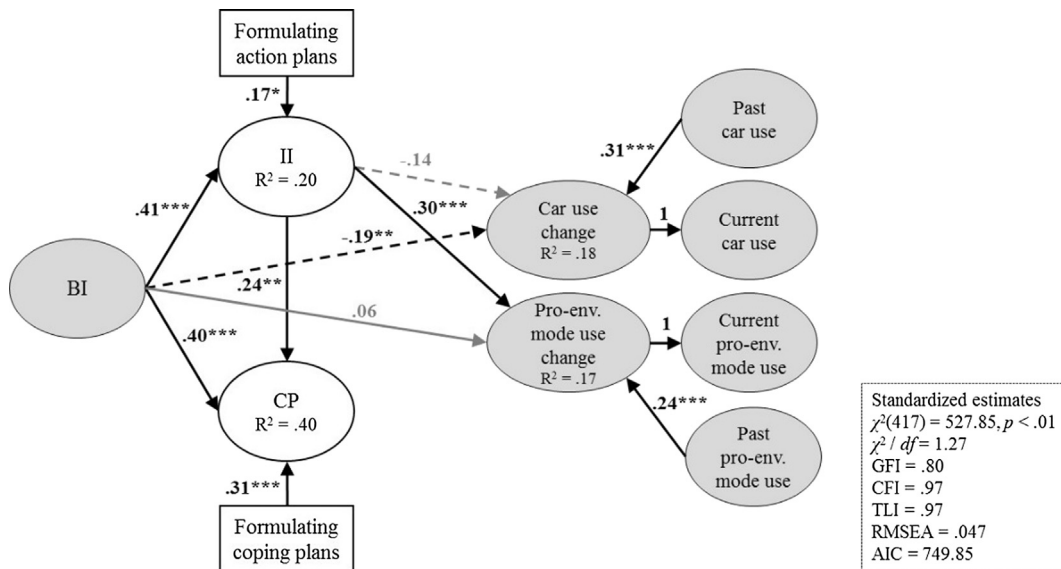 Formulating
action plans
.17*
II
R² = .20
Past
car use
.31***
-.14
.41***
.30***
Car use
change
R² = .18
1
Current
car use
-.19**
BI
.24**
.06
.40***
Pro-env.
mode use
change
R² = .17
1
Current
pro-env.
mode use
CP
R² = .40
.24***
Past
pro-env.
mode use
.31***
Formulating
coping plans
Standardized estimates
χ²(417) = 527.85, p < .01
χ² / df = 1.27
GFI = .80
CFI = .97
TLI = .97
RMSEA = .047
AIC = 749.85